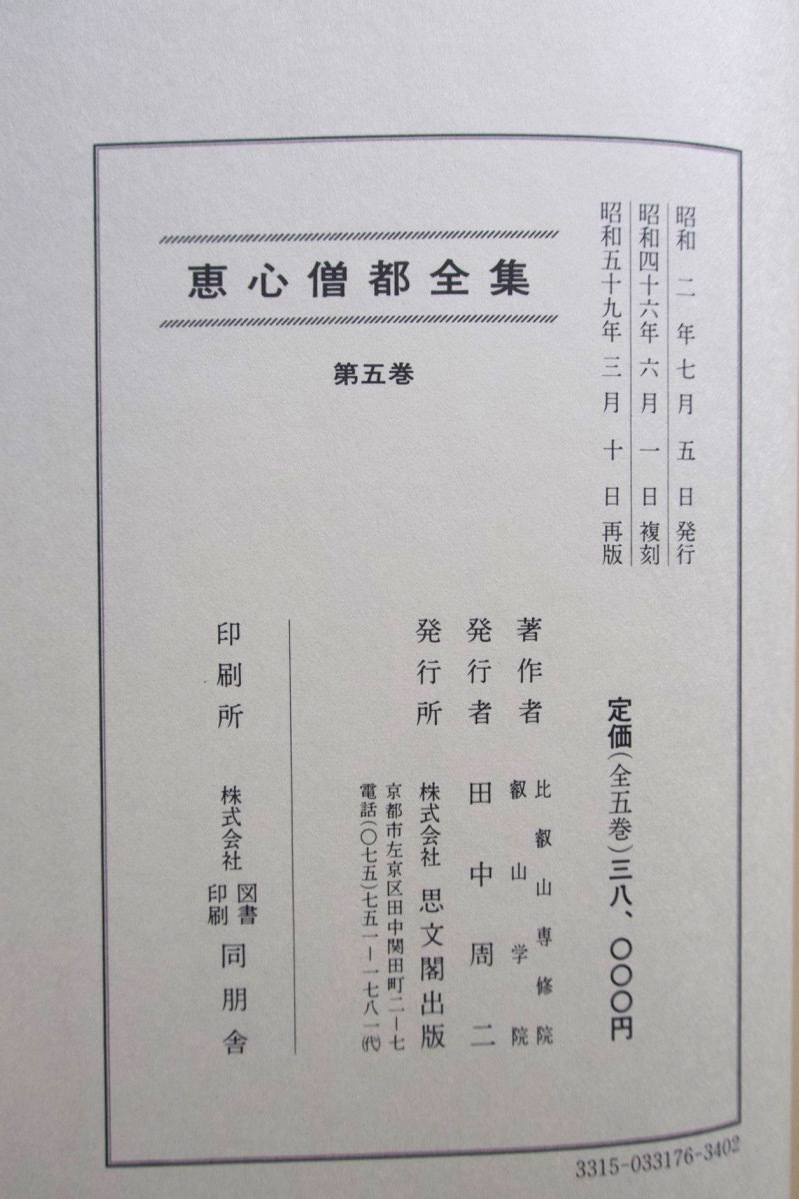 恵心僧都全集
第五巻
昭和二年七月五日発行
昭和四十六年六月一日複刻
昭和五十九年三月十日再版
定価(全五巻)三八、〇〇〇円
著作者 比叡山専修院
叡山学院
発行者 田中周二
発行所 株式会社 思文閣出版
京都市左京区田中関田町二-七
電話(〇七五)七五一-一七八一(代)
印刷所 株式会社 図書印刷 同朋舎
3315-033176-3402